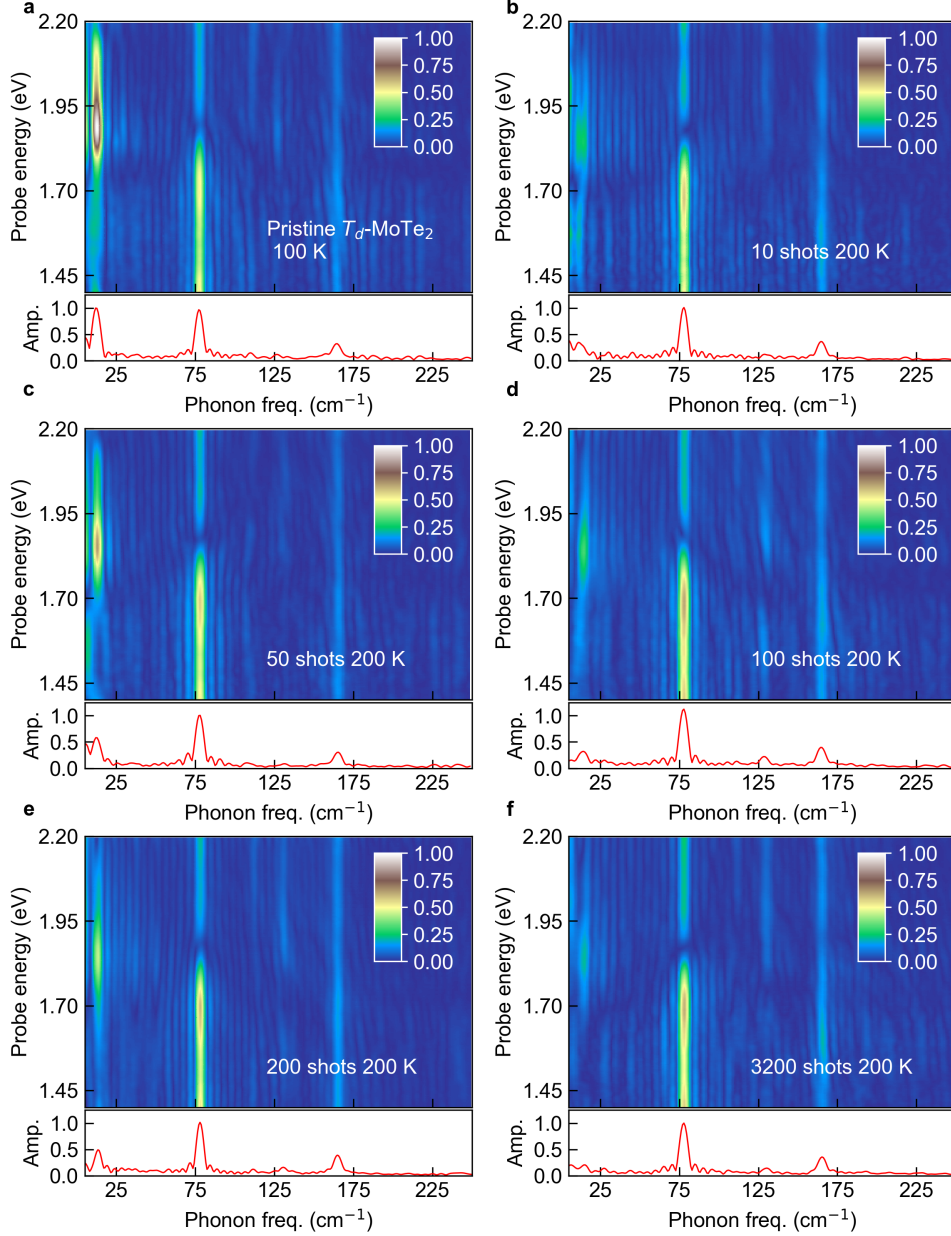 a
2.20
1.95
1.70
1.45
Probe energy (eV)
1.00
0.75
0.50
0.25
0.00
Pristine T_d-MoTe₂
100 K
1.0
0.5
0.0
Amp.
25 75 125 175 225
Phonon freq. (cm⁻¹)
b
2.20
1.95
1.70
1.45
Probe energy (eV)
1.00
0.75
0.50
0.25
0.00
10 shots 200 K
1.0
0.5
0.0
Amp.
25 75 125 175 225
Phonon freq. (cm⁻¹)
c
2.20
1.95
1.70
1.45
Probe energy (eV)
1.00
0.75
0.50
0.25
0.00
50 shots 200 K
1.0
0.5
0.0
Amp.
25 75 125 175 225
Phonon freq. (cm⁻¹)
d
2.20
1.95
1.70
1.45
Probe energy (eV)
1.00
0.75
0.50
0.25
0.00
100 shots 200 K
1.0
0.5
0.0
Amp.
25 75 125 175 225
Phonon freq. (cm⁻¹)
e
2.20
1.95
1.70
1.45
Probe energy (eV)
1.00
0.75
0.50
0.25
0.00
200 shots 200 K
1.0
0.5
0.0
Amp.
25 75 125 175 225
Phonon freq. (cm⁻¹)
f
2.20
1.95
1.70
1.45
Probe energy (eV)
1.00
0.75
0.50
0.25
0.00
3200 shots 200 K
1.0
0.5
0.0
Amp.
25 75 125 175 225
Phonon freq. (cm⁻¹)